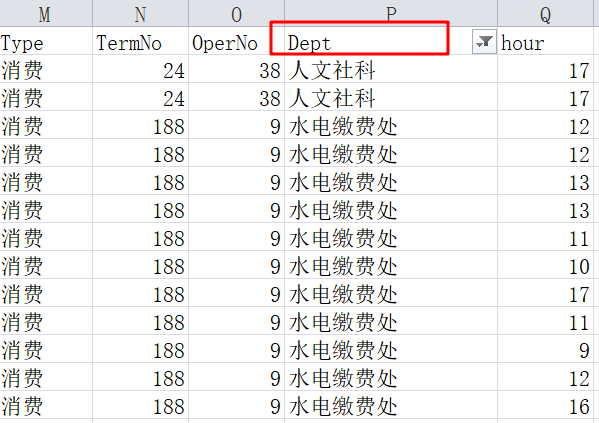 M N O P Q
Type TermNo OperNo Dept hour
消费 24 38 人文社科 17
消费 24 38 人文社科 17
消费 188 9 水电缴费处 12
消费 188 9 水电缴费处 12
消费 188 9 水电缴费处 13
消费 188 9 水电缴费处 13
消费 188 9 水电缴费处 11
消费 188 9 水电缴费处 10
消费 188 9 水电缴费处 17
消费 188 9 水电缴费处 11
消费 188 9 水电缴费处 9
消费 188 9 水电缴费处 12
消费 188 9 水电缴费处 16